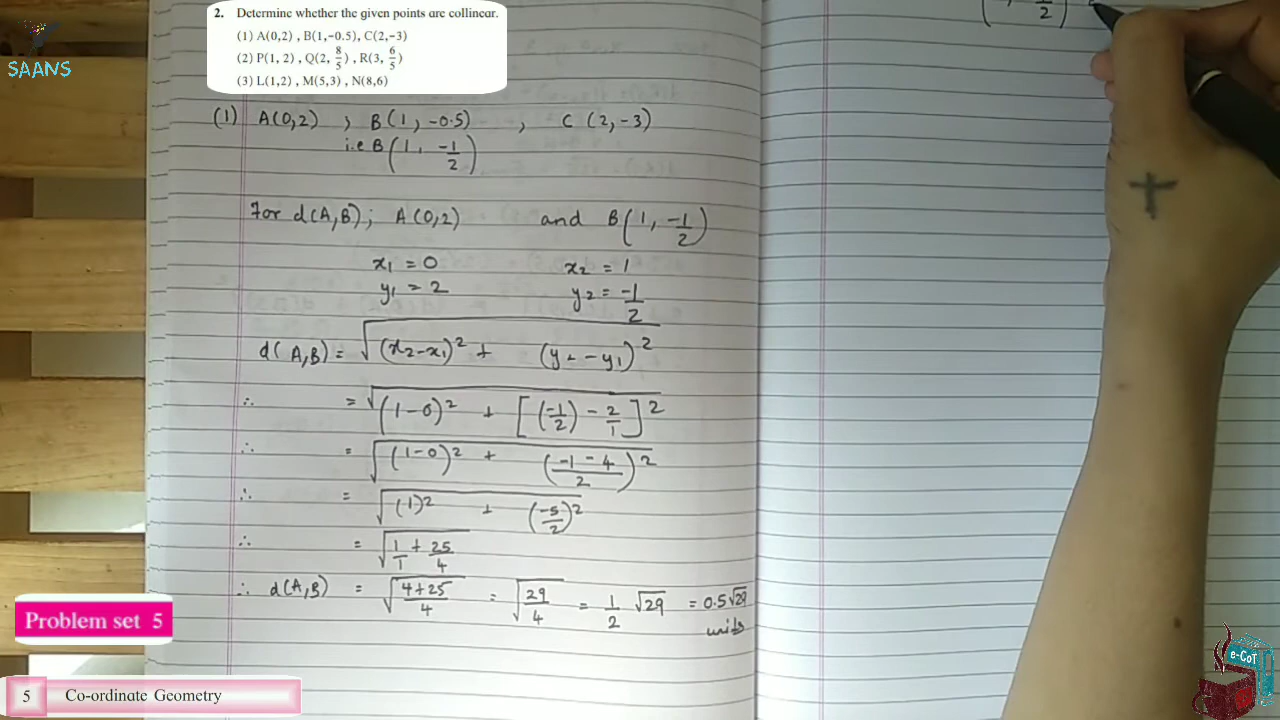 2. Determine whether the given points are collinear.
(1) A(0,2) , B(1,-0.5), C(2,-3)
(2) P(1, 2) , Q(2, 8/5) , R(3, 6/5)
(3) L(1,2) , M(5,3) , N(8,6)
SAANS
(1) A(0,2) , B(1, -0.5) , C (2, -3)
i.e B(1, -1/2)
For d(A,B); A(0,2) and B(1, -1/2)
x₁ = 0 x₂ = 1
y₁ = 2 y₂ = -1/2
d(A,B) = √((x₂-x₁)² + (y₂-y₁)²)
∴ = √((1-0)² + [(-1/2) - 2/1]²)
∴ = √((1-0)² + ((-1-4)/2)²)
∴ = √((1)² + (-5/2)²)
∴ = √(1/1 + 25/4)
∴ d(A,B) = √((4+25)/4) = √(29/4) = 1/2 √29 = 0.5√29
units
Problem set 5
5 Co-ordinate Geometry
e-CoT